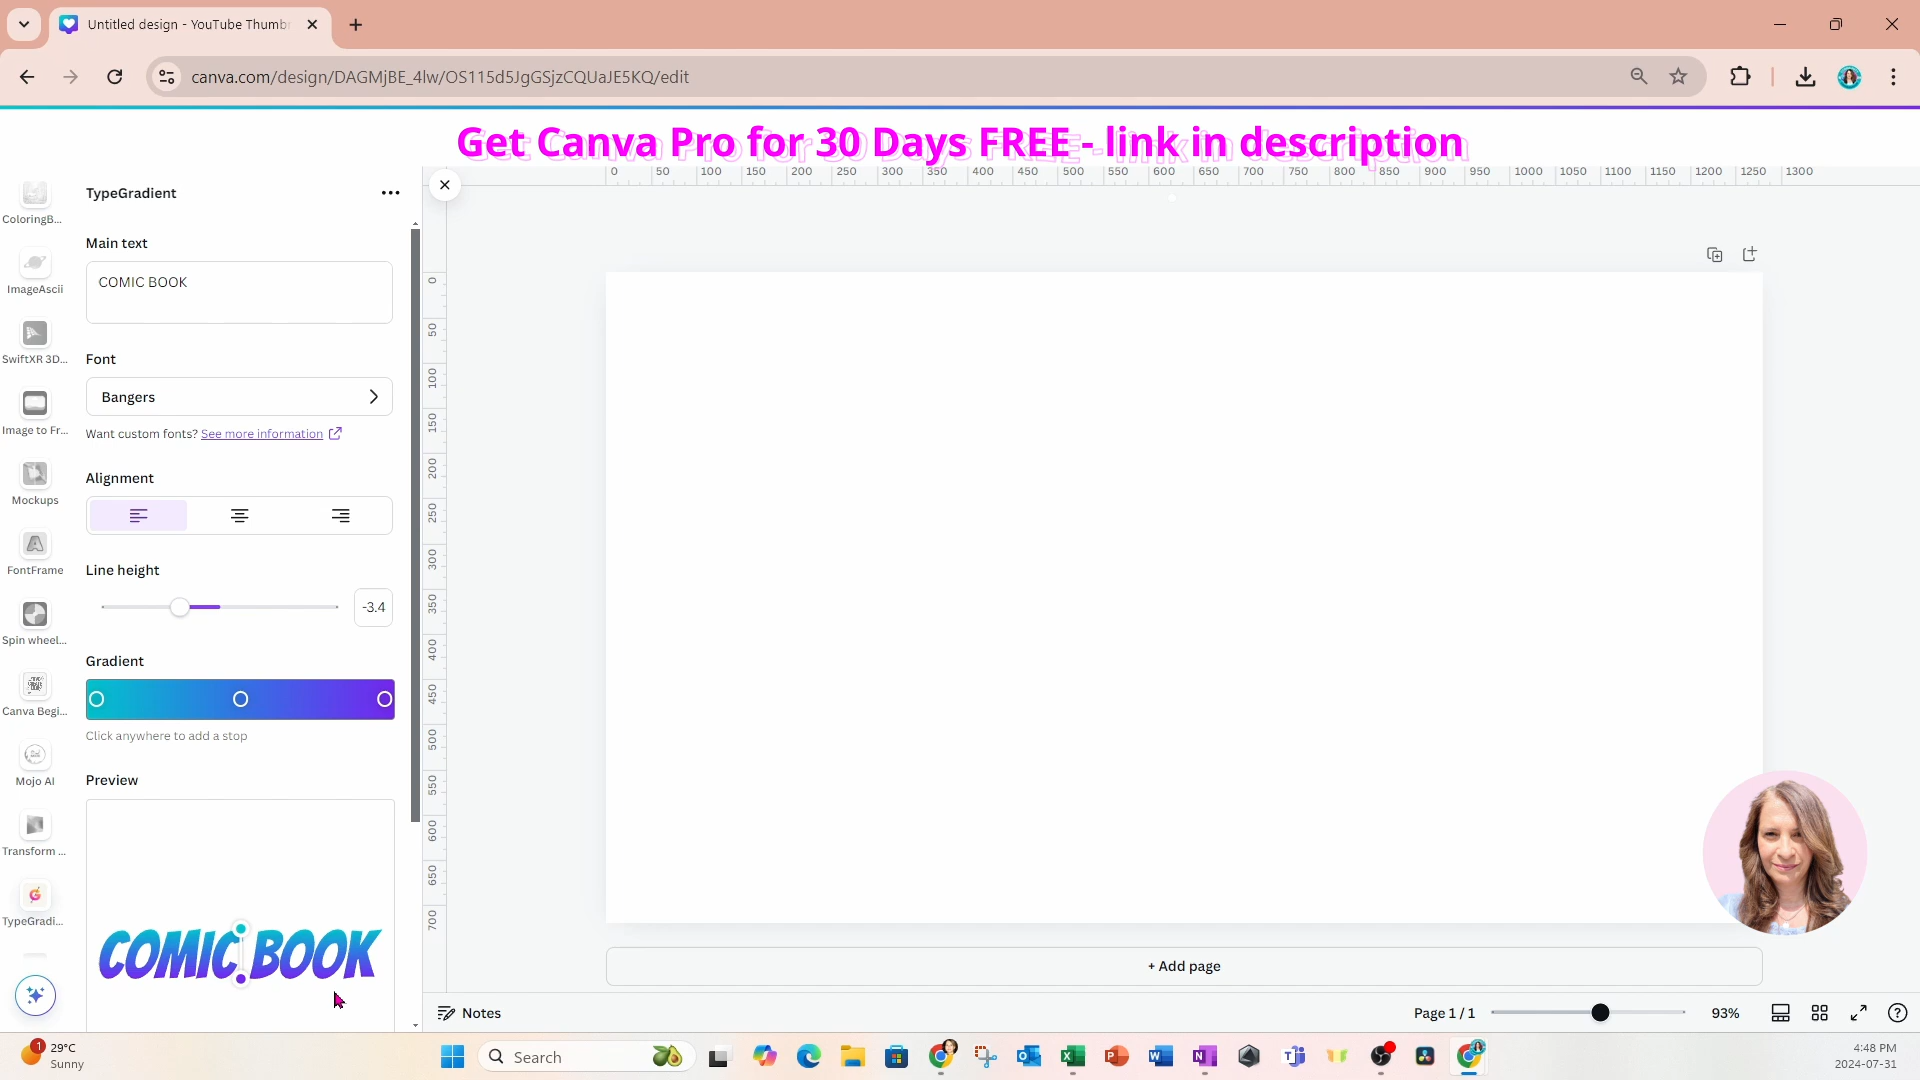 Untitled design - YouTube Thumb
canva.com/design/DAGMjBE_4lw/OS115d5JgGSjzCQUaJE5KQ/edit
Get Canva Pro for 30 Days FREE - link in description
0 50 100 150 200 250 300 350 400 450 500 550 600 650 700 750 800 850 900 950 1000 1050 1100 1150 1200 1250 1300
0 50 100 150 200 250 300 350 400 450 500 550 600 650 700
ColoringB...
ImageAscii
SwiftXR 3D...
Image to Fr...
Mockups
FontFrame
Spin wheel...
Canva Begi...
Mojo AI
Transform ...
TypeGradi...
TypeGradient
Main text
COMIC BOOK
Font
Bangers
Want custom fonts? See more information
Alignment
Line height
-3.4
Gradient
Click anywhere to add a stop
Preview
COMIC BOOK
+ Add page
Notes
Page 1 / 1
93%
1
29°C
Sunny
Search
4:48 PM
2024-07-31